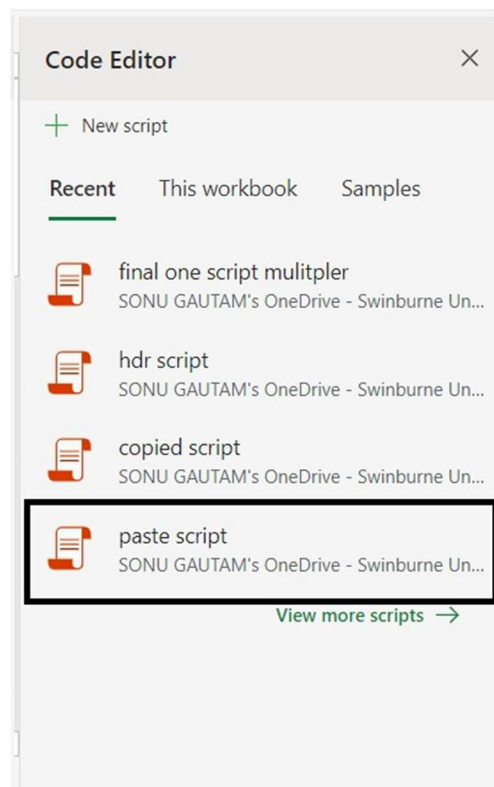 Code Editor
New script
Recent This workbook Samples
final one script mulitpler
SONU GAUTAM's OneDrive - Swinburne Un...
hdr script
SONU GAUTAM's OneDrive - Swinburne Un...
copied script
SONU GAUTAM's OneDrive - Swinburne Un...
paste script
SONU GAUTAM's OneDrive - Swinburne Un...
View more scripts →